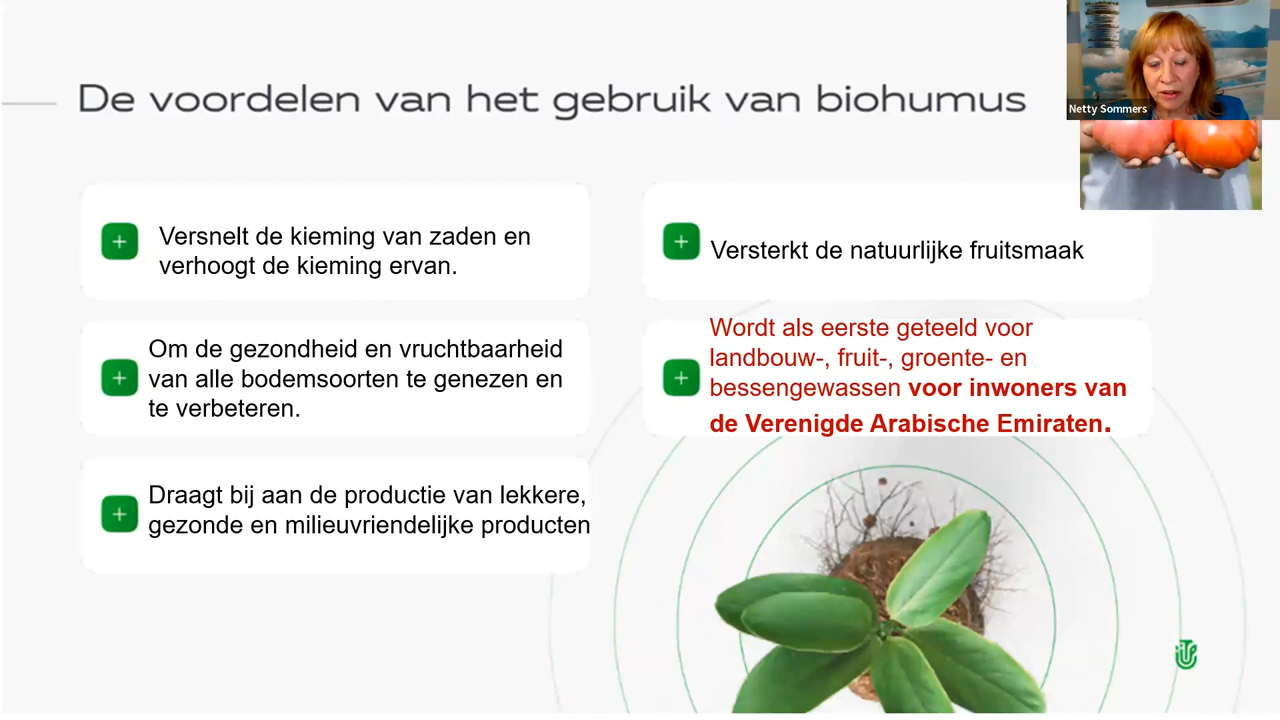 De voordelen van het gebruik van biohumus
Netty Sommers
Versnelt de kieming van zaden en
verhoogt de kieming ervan.
Versterkt de natuurlijke fruitsmaak
Om de gezondheid en vruchtbaarheid
van alle bodemsoorten te genezen en
te verbeteren.
Wordt als eerste geteeld voor
landbouw-, fruit-, groente- en
bessengewassen voor inwoners van
de Verenigde Arabische Emiraten.
Draagt bij aan de productie van lekkere,
gezonde en milieuvriendelijke producten